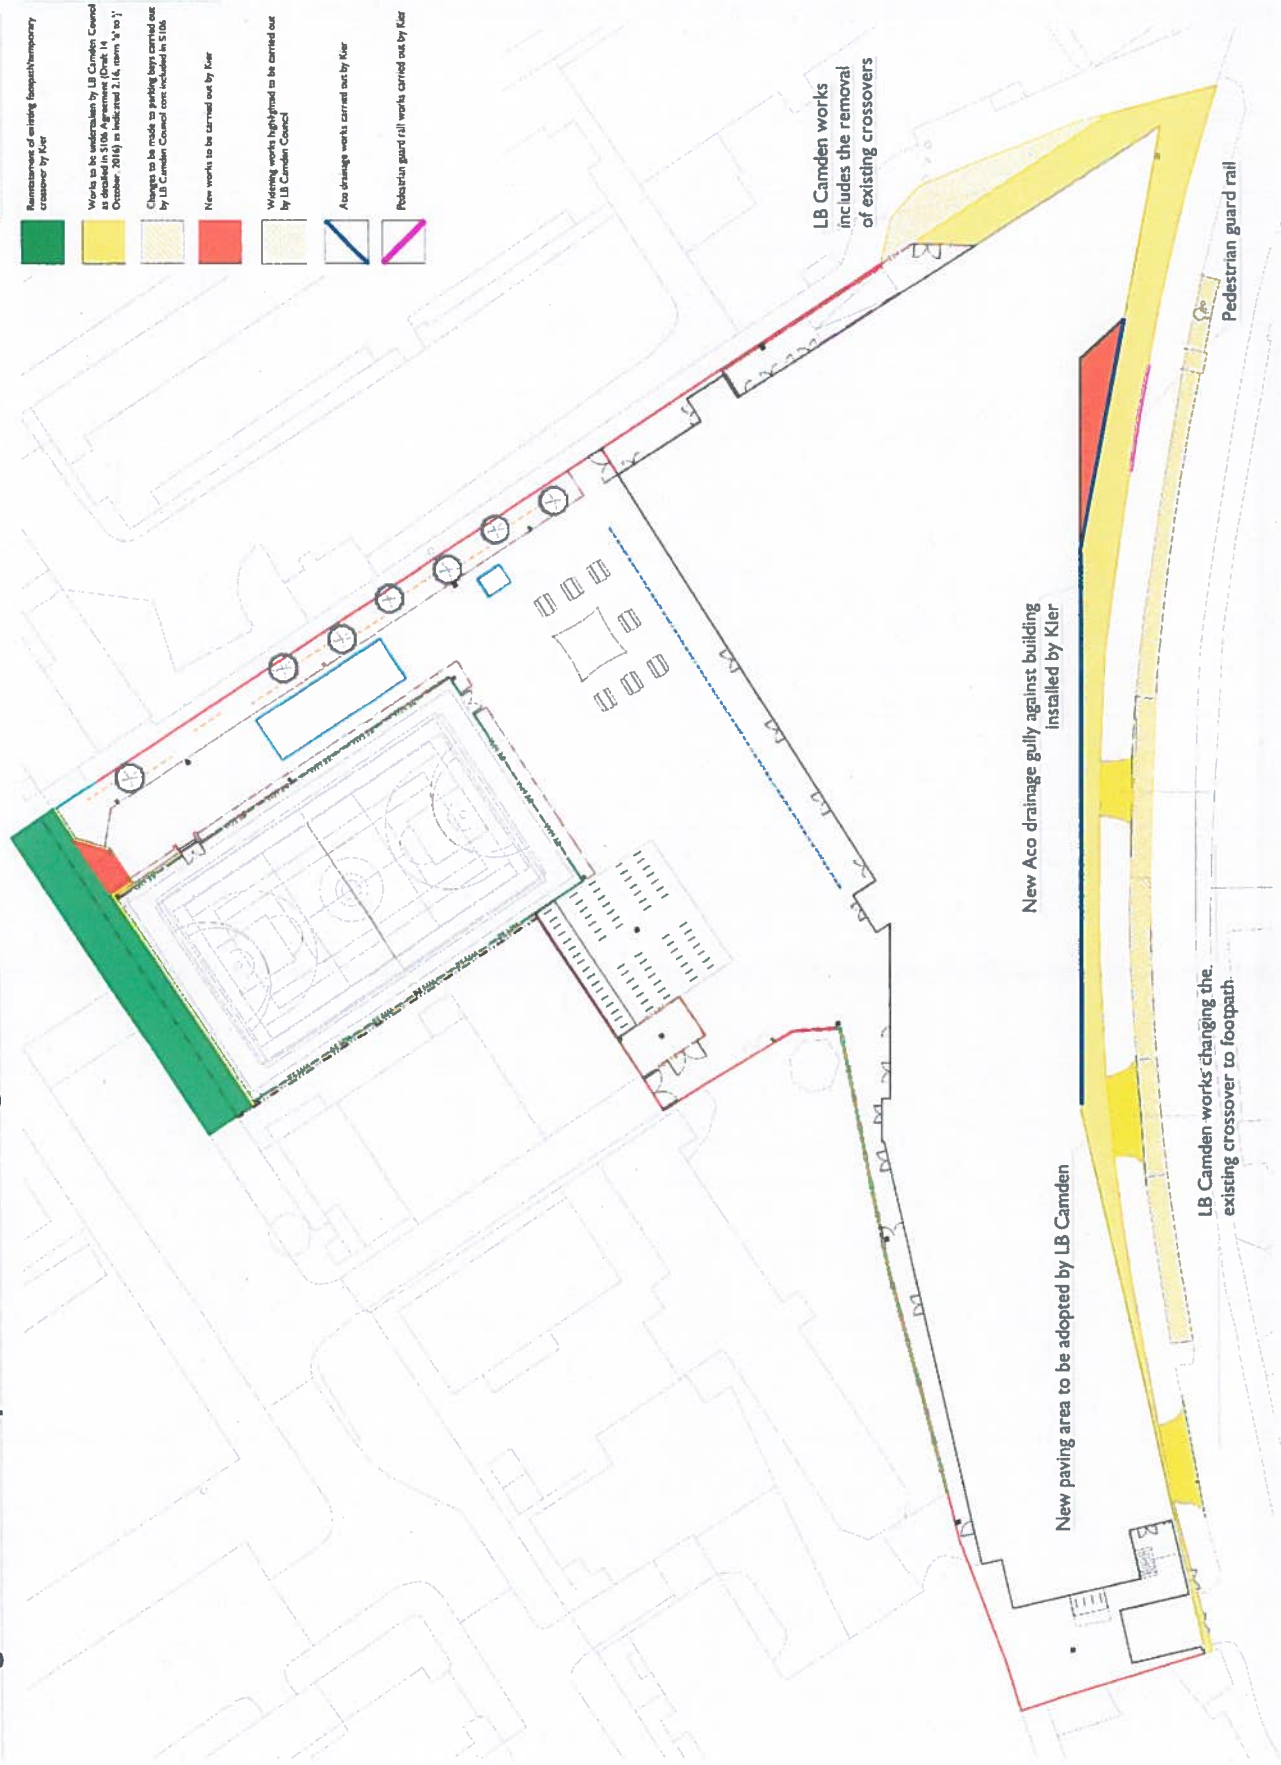 Reinstatement of existing footpath/temporary
crossover by Kier
Works to be undertaken by LB Camden Council
as detailed in S106 Agreement (Draft 14
October, 2016) as indicated 2.16, items 'a' to 'j'
Changes to be made to parking bays carried out
by LB Camden Council cost included in S106
New works to be carried out by Kier
Widening works highlighted to be carried out
by LB Camden Council
Aco drainage works carried out by Kier
Pedestrian guard rail works carried out by Kier
LB Camden works
includes the removal
of existing crossovers
Pedestrian guard rail
New Aco drainage gully against building
installed by Kier
LB Camden works changing the
existing crossover to footpath.
New paving area to be adopted by LB Camden